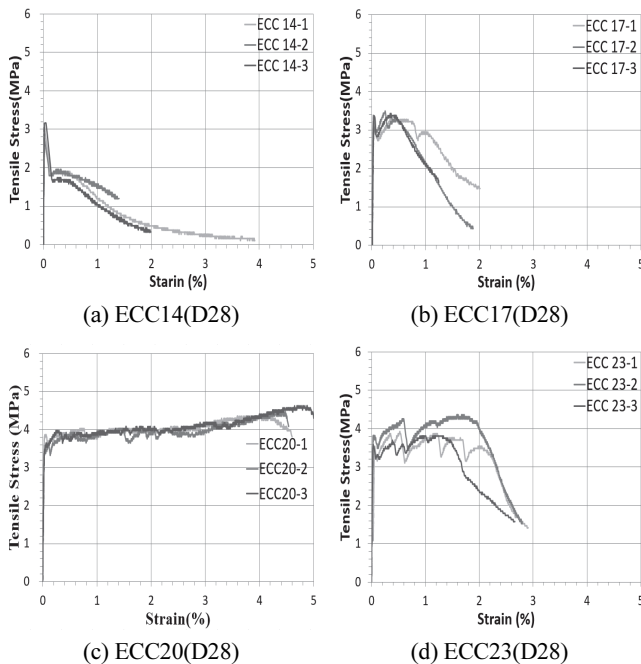 6
5
4
3
2
1
0
Tensile Stress(MPa)
ECC 14-1
ECC 14-2
ECC 14-3
0 1 2 3 4 5
Starin (%)
(a) ECC14(D28)
6
5
4
3
2
1
0
Tensile Stress(MPa)
ECC 17-1
ECC 17-2
ECC 17-3
0 1 2 3 4 5
Strain (%)
(b) ECC17(D28)
6
5
4
3
2
1
0
Tensile Stress (MPa)
ECC20-1
ECC20-2
ECC20-3
0 1 2 3 4 5
Strain(%)
(c) ECC20(D28)
6
5
4
3
2
1
0
Tensile Stress(MPa)
ECC 23-1
ECC 23-2
ECC 23-3
0 1 2 3 4 5
Strain (%)
(d) ECC23(D28)